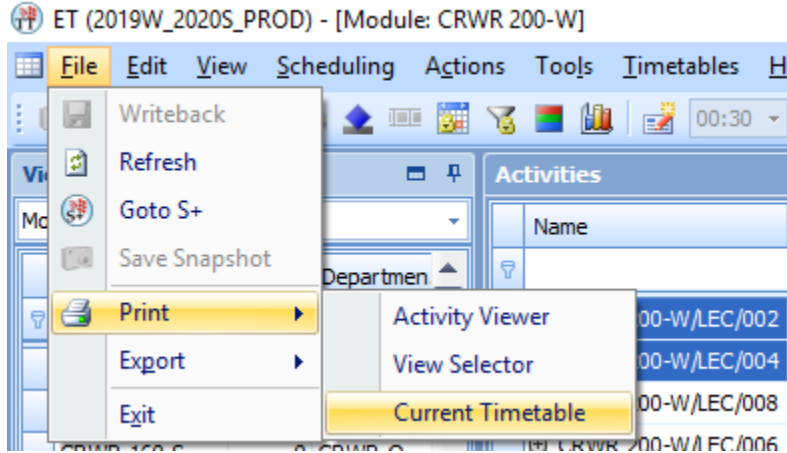 ET (2019W_2020S_PROD) - [Module: CRWR 200-W]
File Edit View Scheduling Actions Tools Timetables H
00:30
Writeback
Refresh
Goto S+
Save Snapshot
Print
Export
Exit
Activities
Name
Departmen
Activity Viewer
View Selector
Current Timetable
00-W/LEC/002
00-W/LEC/004
00-W/LEC/008
CRWR 200-W/LEC/006